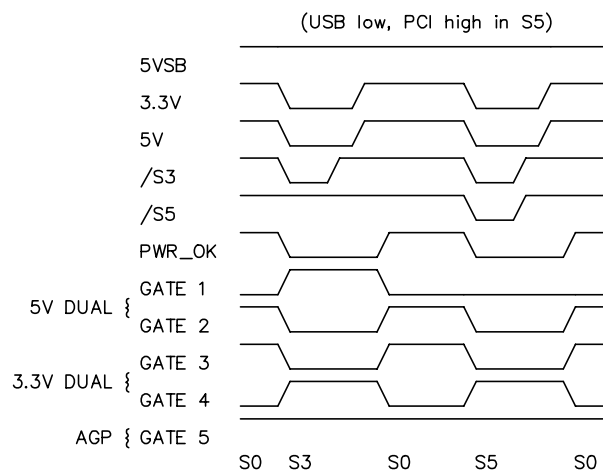 (USB low, PCI high in S5)
5VSB
3.3V
5V
/S3
/S5
PWR_OK
GATE 1
5V DUAL
GATE 2
GATE 3
3.3V DUAL
GATE 4
AGP { GATE 5
S0 S3 S0 S5 S0